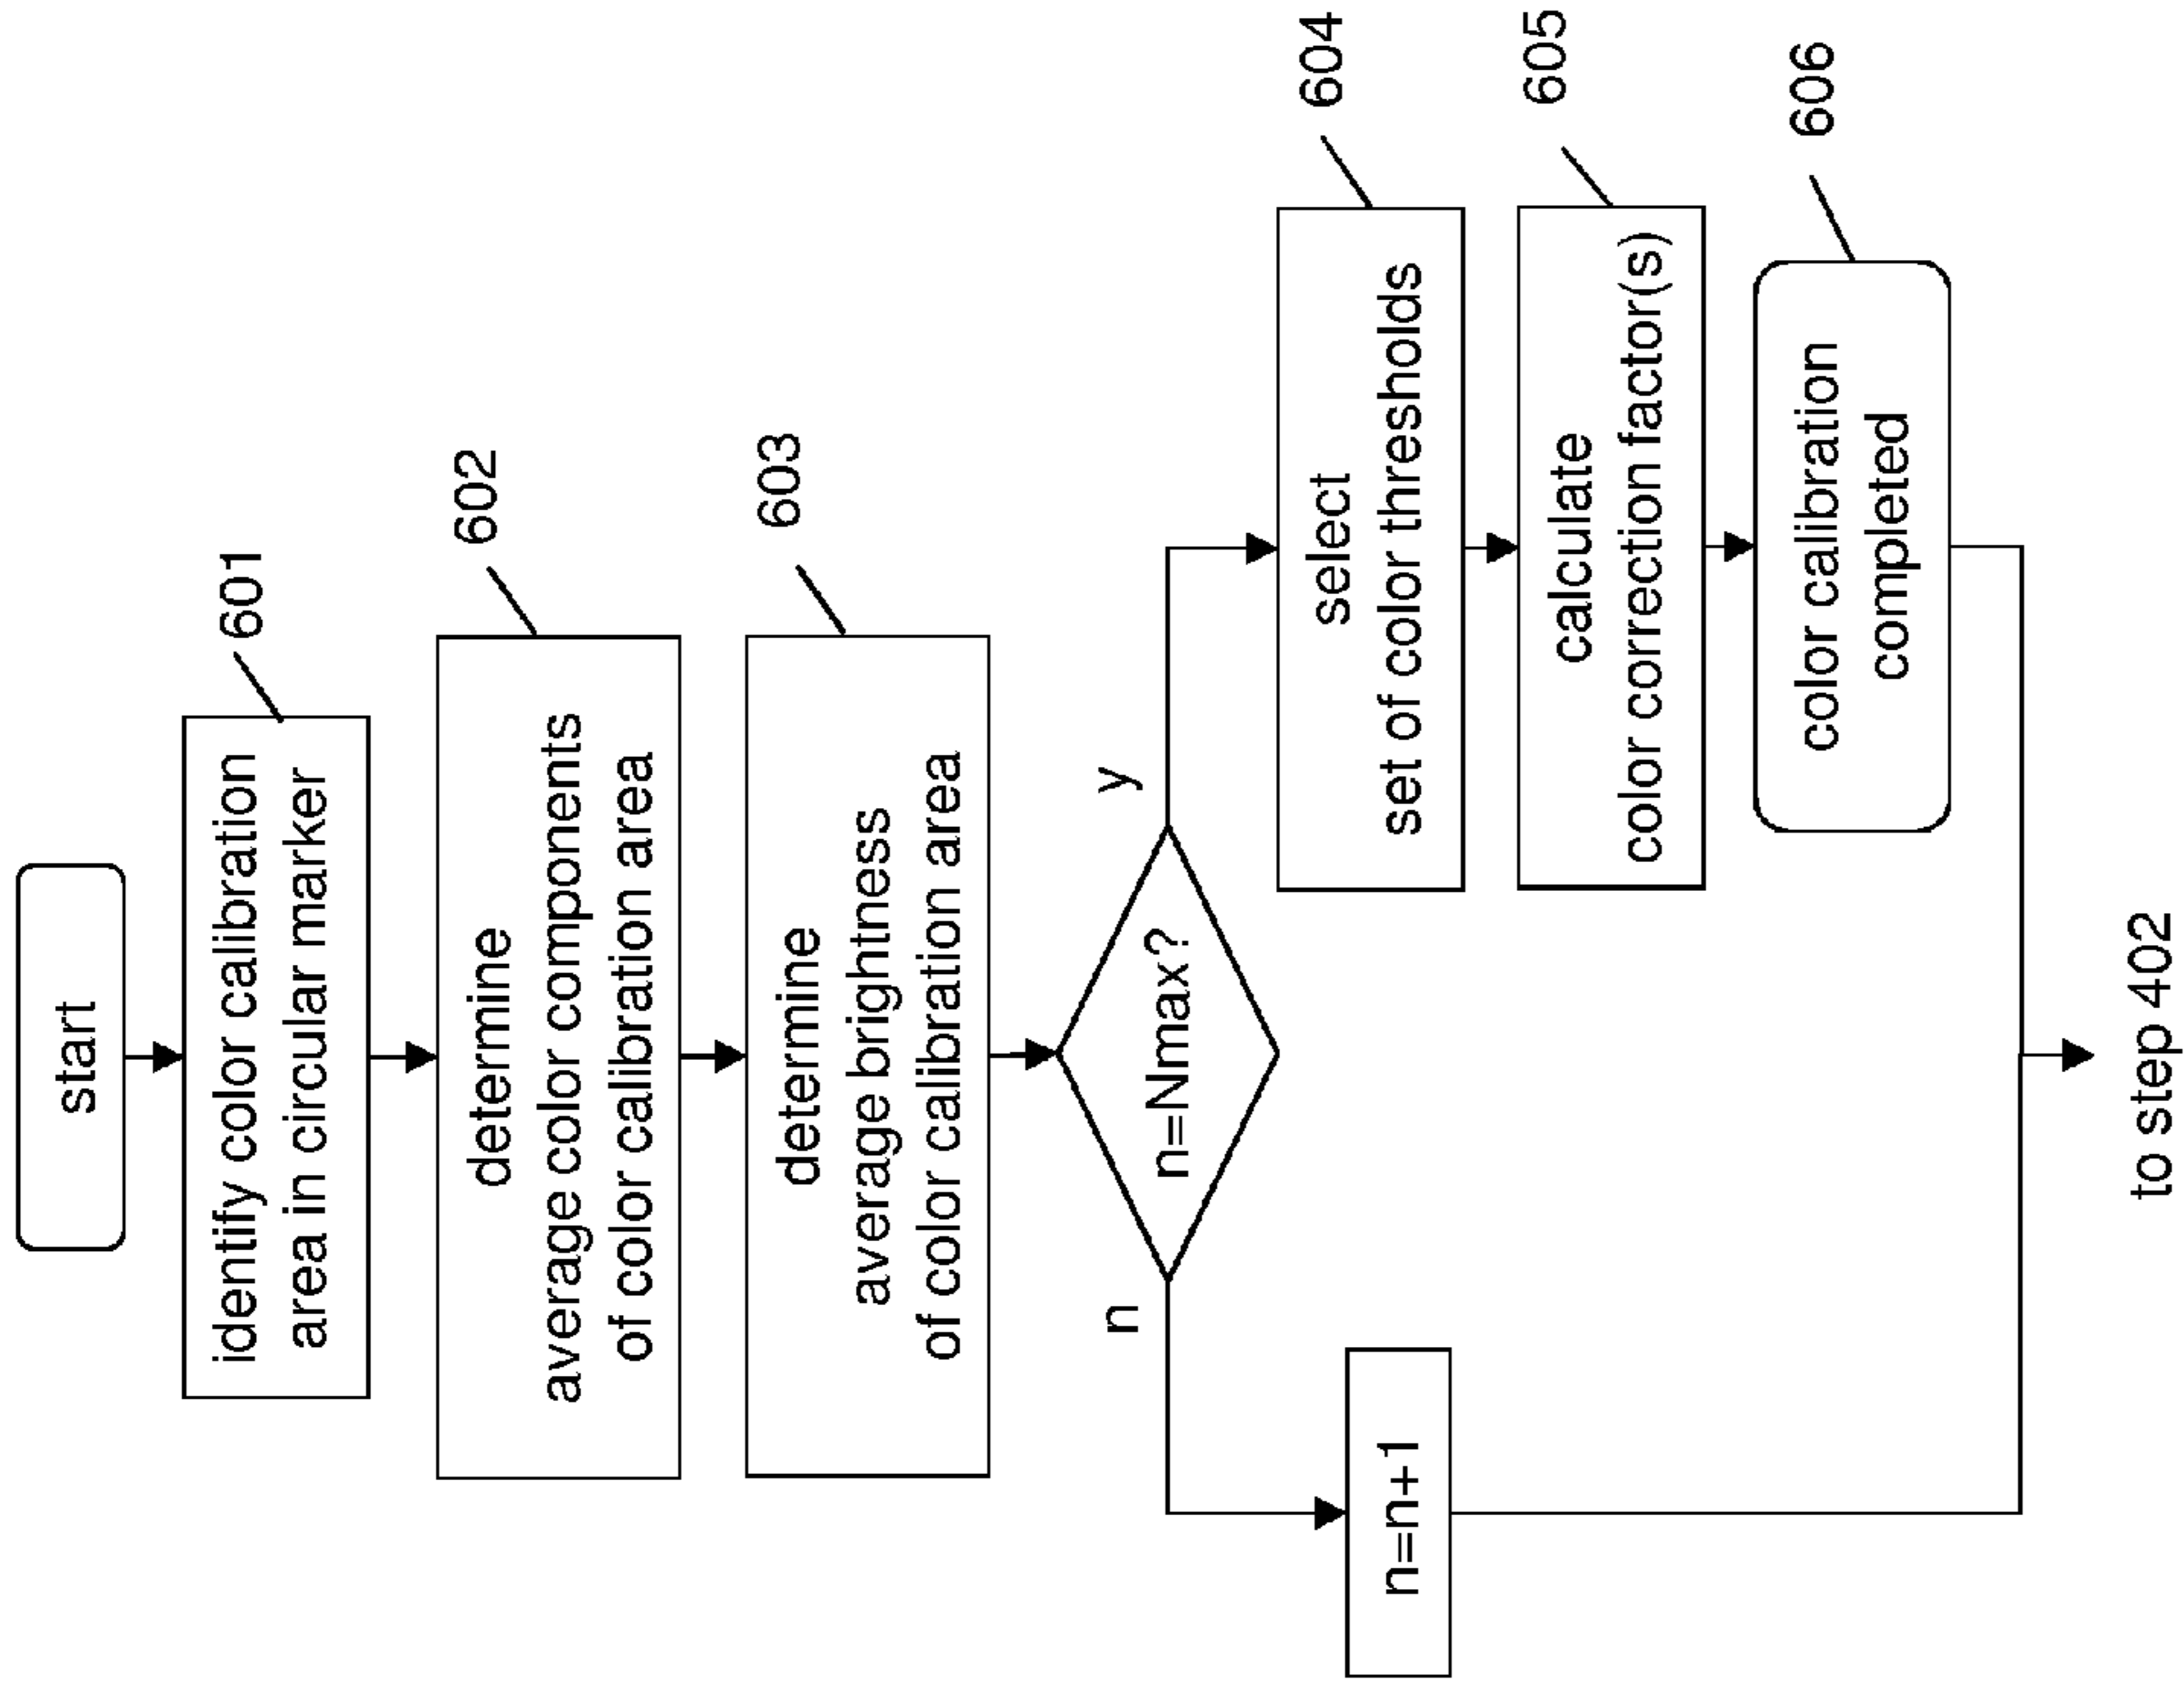 start
identify color calibration
area in circular marker
601
determine
average color components
of color calibration area
602
determine
average brightness
of color calibration area
603
n=Nmax?
n
y
n=n+1
select
set of color thresholds
604
calculate
color correction factor(s)
605
color calibration
completed
606
to step 402